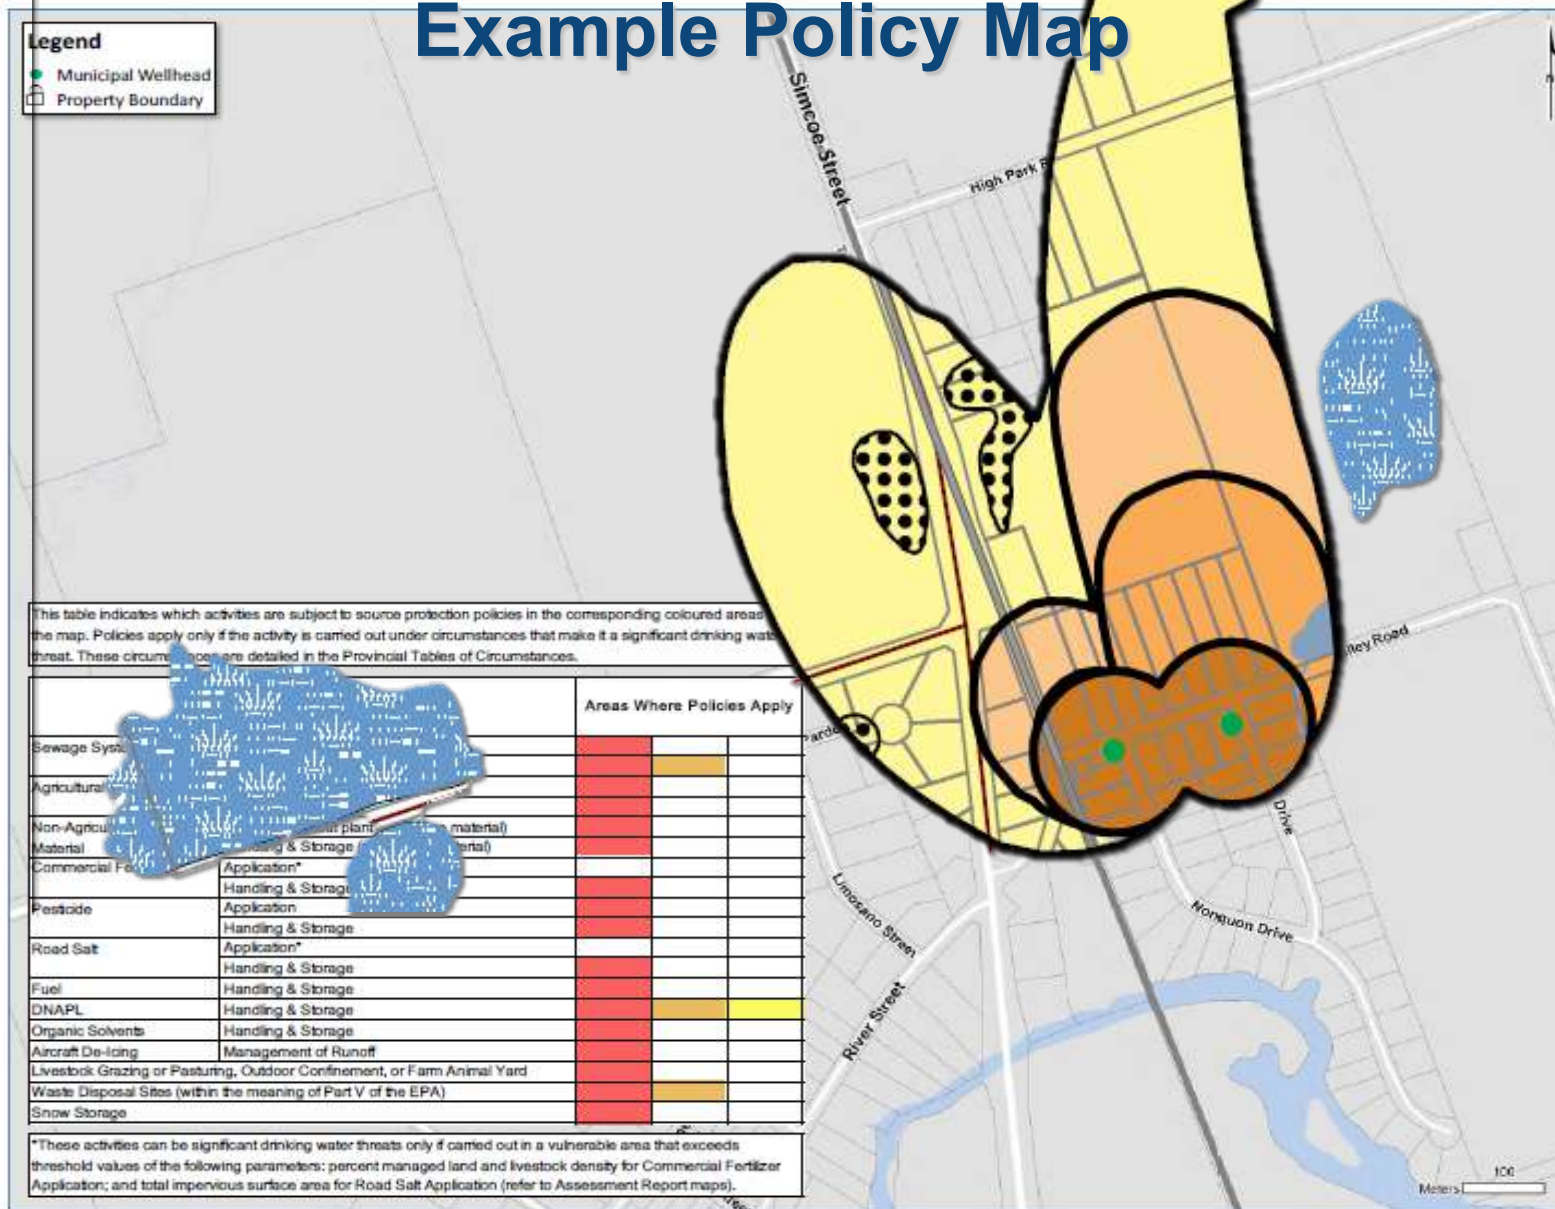 Example Policy Map
Legend
Municipal Wellhead
Property Boundary
Simcoe Street
High Park
This table indicates which activities are subject to source protection policies in the corresponding coloured areas
the map. Policies apply only if the activity is carried out under circumstances that make it a significant drinking
threat. These are detailed in the Provincial Tables of Circumstances.
Areas Where Policies Apply
Sewage
Agricultural
plant material)
Material & Storage
Commercial
Application*
Handling & Storage
Pesticide Application
Handling & Storage
Road Salt Application*
Handling & Storage
Fuel Handling & Storage
DNAPL Handling & Storage
Organic Solvents Handling & Storage
Aircraft De-Icing Management of Runoff
Livestock Grazing or Pasturing, Outdoor Confinement, or Farm Animal Yard
Waste Disposal Sites (within the meaning of Part V of the EPA)
Snow Storage
*These activities can be significant drinking water threats only if carried out in a vulnerable area that exceeds
threshold values of the following parameters: percent managed land and livestock density for Commercial Fertilizer
Application; and total impervious surface area for Road Salt Application (refer to Assessment Report maps).
Road
Drive
Limosano Street
Nonquon Drive
River Street
100
Meters